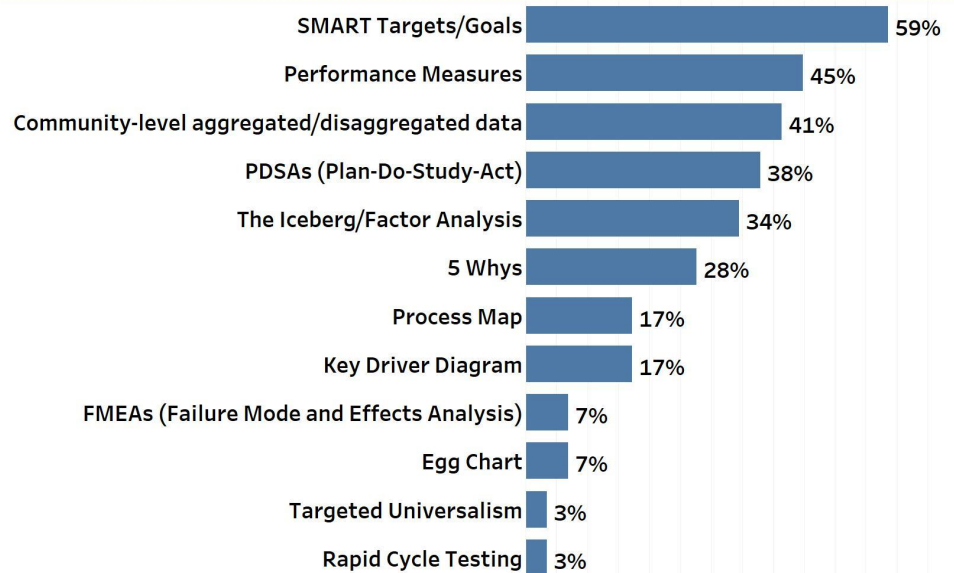 SMART Targets/Goals 59%
Performance Measures 45%
Community-level aggregated/disaggregated data 41%
PDSAs (Plan-Do-Study-Act) 38%
The Iceberg/Factor Analysis 34%
5 Whys 28%
Process Map 17%
Key Driver Diagram 17%
FMEAs (Failure Mode and Effects Analysis) 7%
Egg Chart 7%
Targeted Universalism 3%
Rapid Cycle Testing 3%